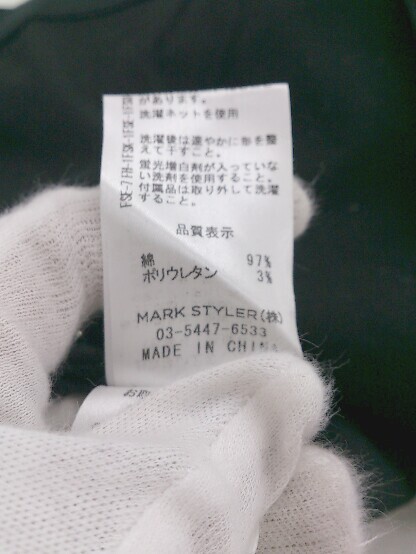 があります。
洗濯ネットを使用
洗濯後は速やかに形を整
えて干すこと。
蛍光増白剤が入っていな
い洗剤を使用すること。
付属品は取り外して洗濯
すること。
品質表示
綿 97%
ポリウレタン 3%
MARK STYLER(株)
03-5447-6533
MADE IN CHINA